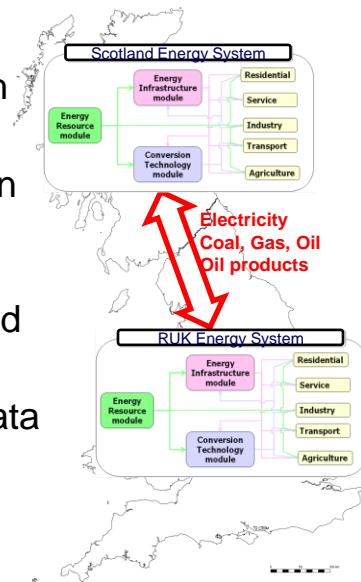 Scotland Energy System
Energy
Infrastructure
module
Energy
Resource
module
Conversion
Technology
module
Residential
Service
Industry
Transport
Agriculture
n
n
Electricity
Coal, Gas, Oil
Oil products
d
ata
RUK Energy System
Energy
Infrastructure
module
Energy
Resource
module
Conversion
Technology
module
Residential
Service
Industry
Transport
Agriculture